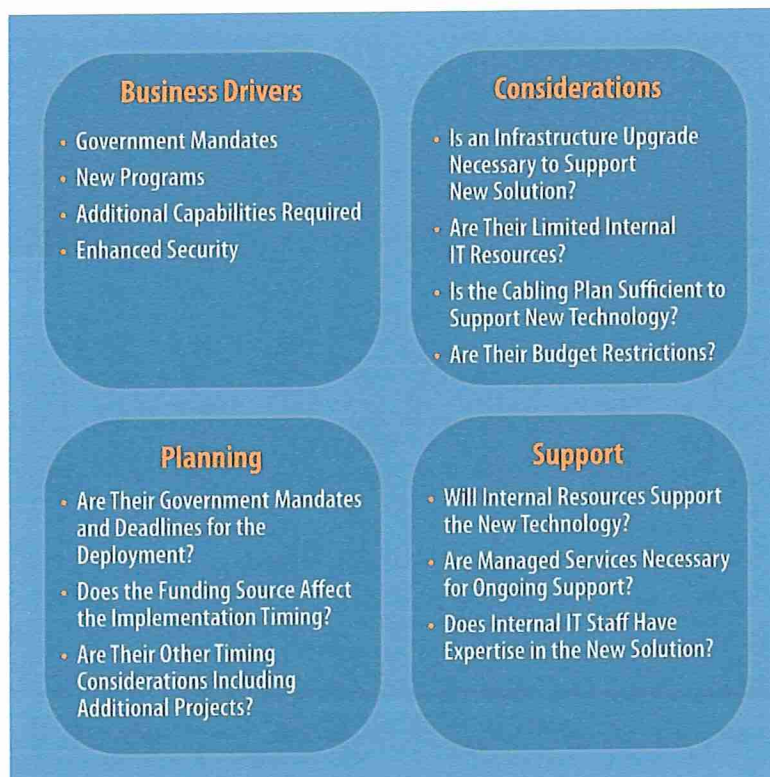 Business Drivers
• Government Mandates
• New Programs
• Additional Capabilities Required
• Enhanced Security
Considerations
• Is an Infrastructure Upgrade
Necessary to Support
New Solution?
• Are Their Limited Internal
IT Resources?
• Is the Cabling Plan Sufficient to
Support New Technology?
• Are Their Budget Restrictions?
Planning
• Are Their Government Mandates
and Deadlines for the
Deployment?
• Does the Funding Source Affect
the Implementation Timing?
• Are Their Other Timing
Considerations Including
Additional Projects?
Support
• Will Internal Resources Support
the New Technology?
• Are Managed Services Necessary
for Ongoing Support?
• Does Internal IT Staff Have
Expertise in the New Solution?